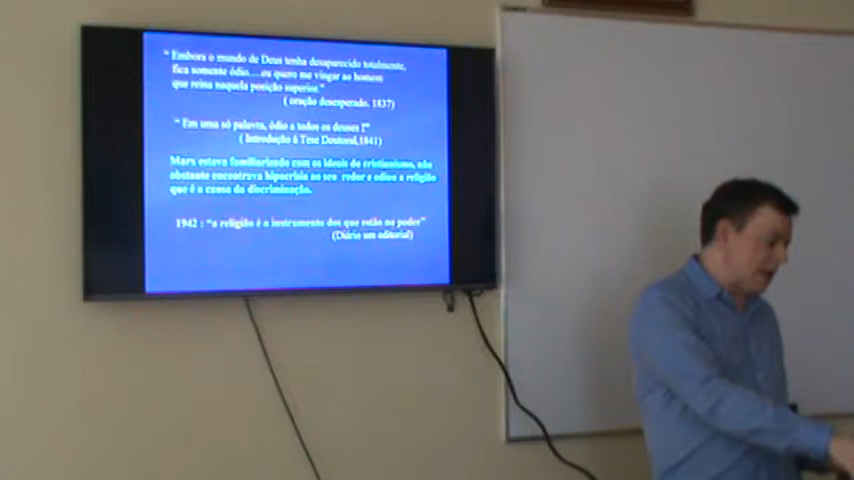 “ Embora o mundo de Deus tenha desaparecido totalmente,
fica somente ódio....eu quero me vingar ao homem
que reina naquela posição superior.”
( oração desesperado. 1837)
“ Em uma só palavra, ódio a todos os deuses !”
( Introdução à Tese Doutoral,1841)
Marx estava familiarizado com os ideais do cristianismo, não
obstante encontrava hipocrisia ao seu redor e odiou a religião
que é a causa da discriminação.
1942 : “a religião é o instrumento dos que estão no poder”
(Diário um editorial)